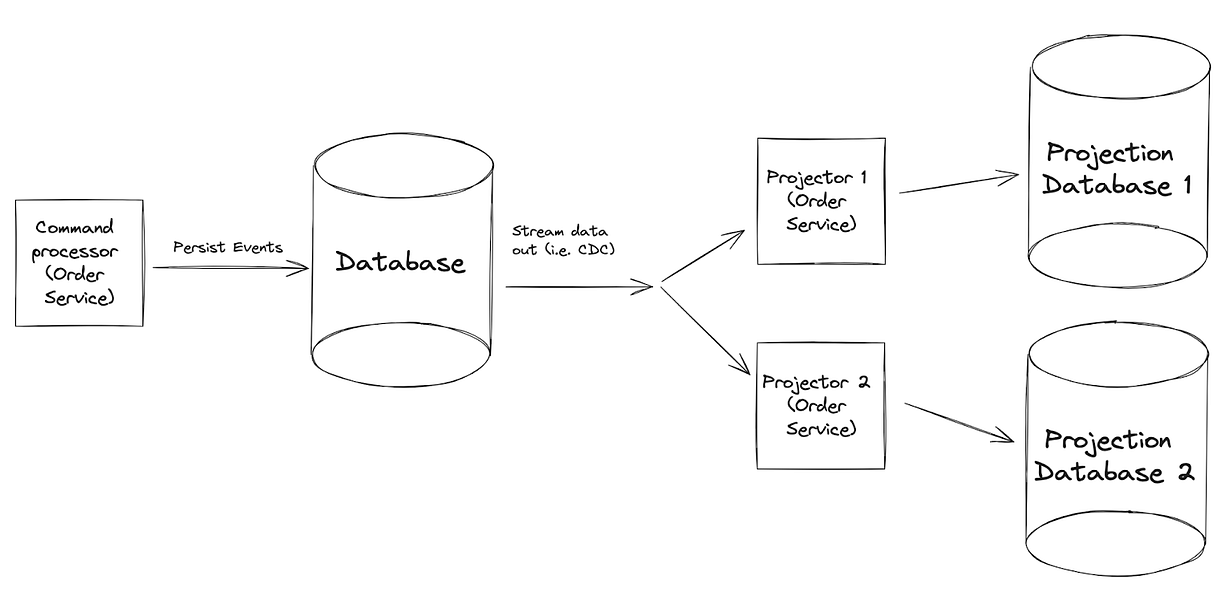 Command
processor
(Order
Service)
Persist Events
Database
Stream data
out (i.e. CDC)
Projector 1
(Order
Service)
Projection
Database 1
Projector 2
(Order
Service)
Projection
Database 2